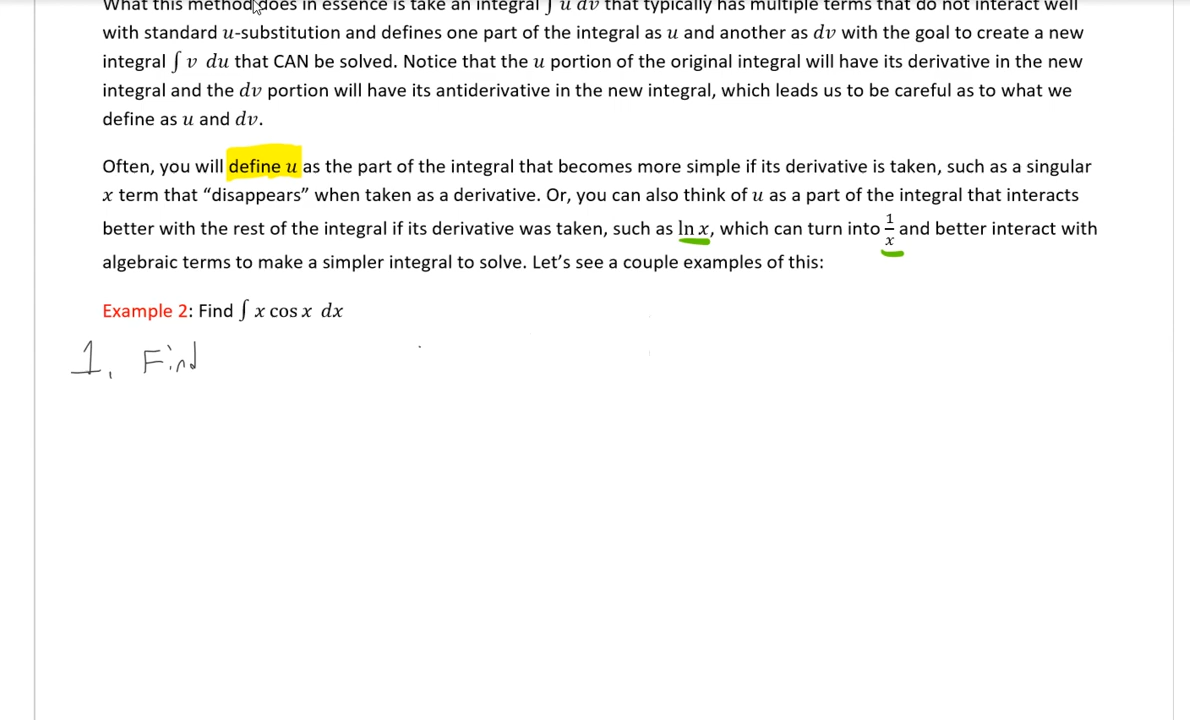 What this method does in essence is take an integral ∫ u dv that typically has multiple terms that do not interact well
with standard u-substitution and defines one part of the integral as u and another as dv with the goal to create a new
integral ∫ v du that CAN be solved. Notice that the u portion of the original integral will have its derivative in the new
integral and the dv portion will have its antiderivative in the new integral, which leads us to be careful as to what we
define as u and dv.
Often, you will define u as the part of the integral that becomes more simple if its derivative is taken, such as a singular
x term that “disappears” when taken as a derivative. Or, you can also think of u as a part of the integral that interacts
better with the rest of the integral if its derivative was taken, such as ln x, which can turn into 1/x and better interact with
algebraic terms to make a simpler integral to solve. Let’s see a couple examples of this:
Example 2: Find ∫ x cos x dx
1. Find